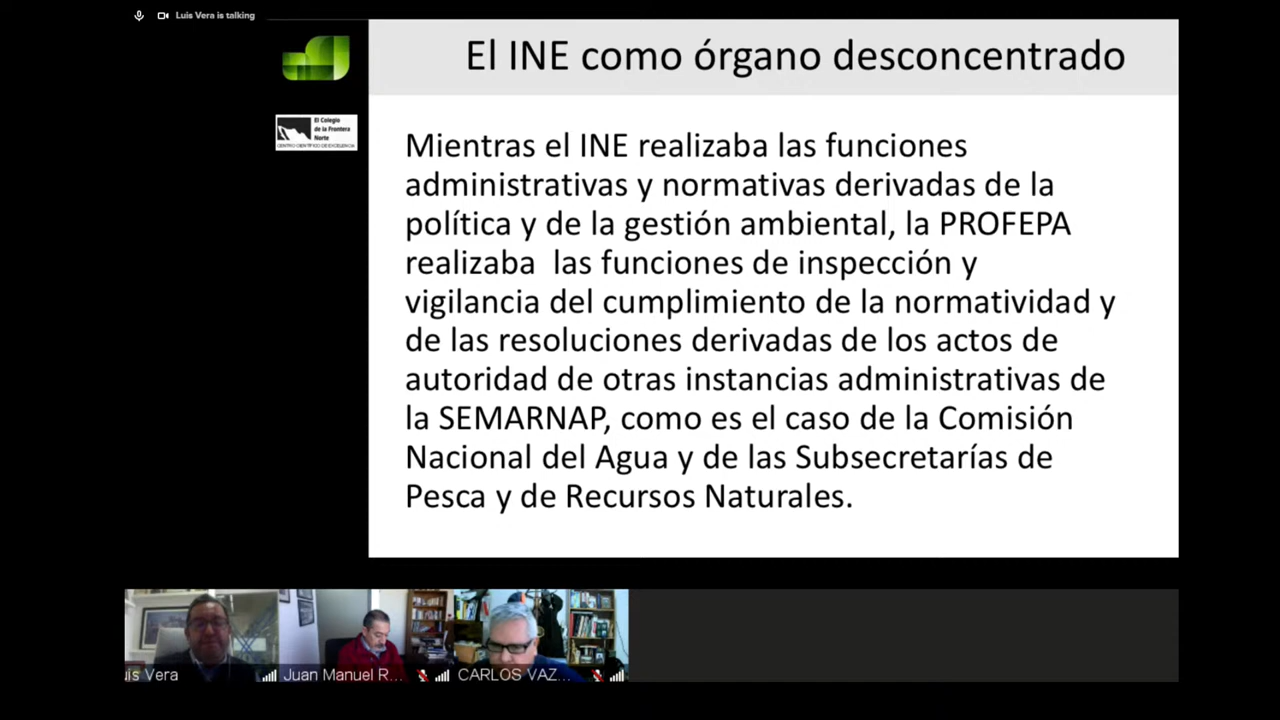 Luis Vera is talking
El INE como órgano desconcentrado
El Colegio
de la Frontera
Norte
CENTRO CIENTÍFICO DE EXCELENCIA
Mientras el INE realizaba las funciones
administrativas y normativas derivadas de la
política y de la gestión ambiental, la PROFEPA
realizaba  las funciones de inspección y
vigilancia del cumplimiento de la normatividad y
de las resoluciones derivadas de los actos de
autoridad de otras instancias administrativas de
la SEMARNAP, como es el caso de la Comisión
Nacional del Agua y de las Subsecretarías de
Pesca y de Recursos Naturales.
uis Vera
Juan Manuel R...
CARLOS VAZ...